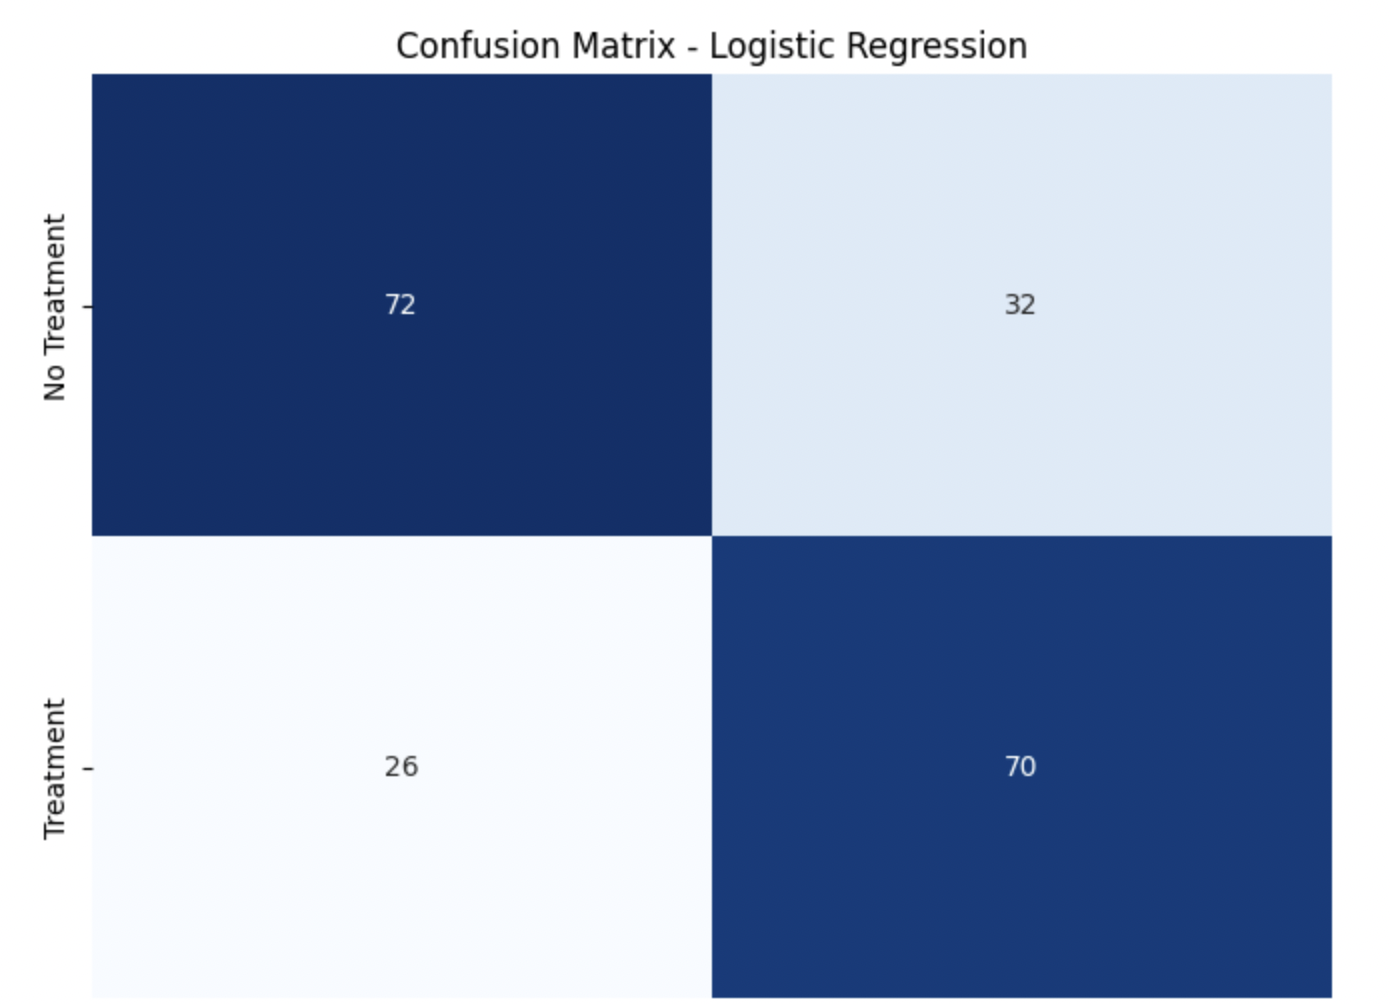 Confusion Matrix - Logistic Regression
No Treatment
72
32
Treatment
26
70